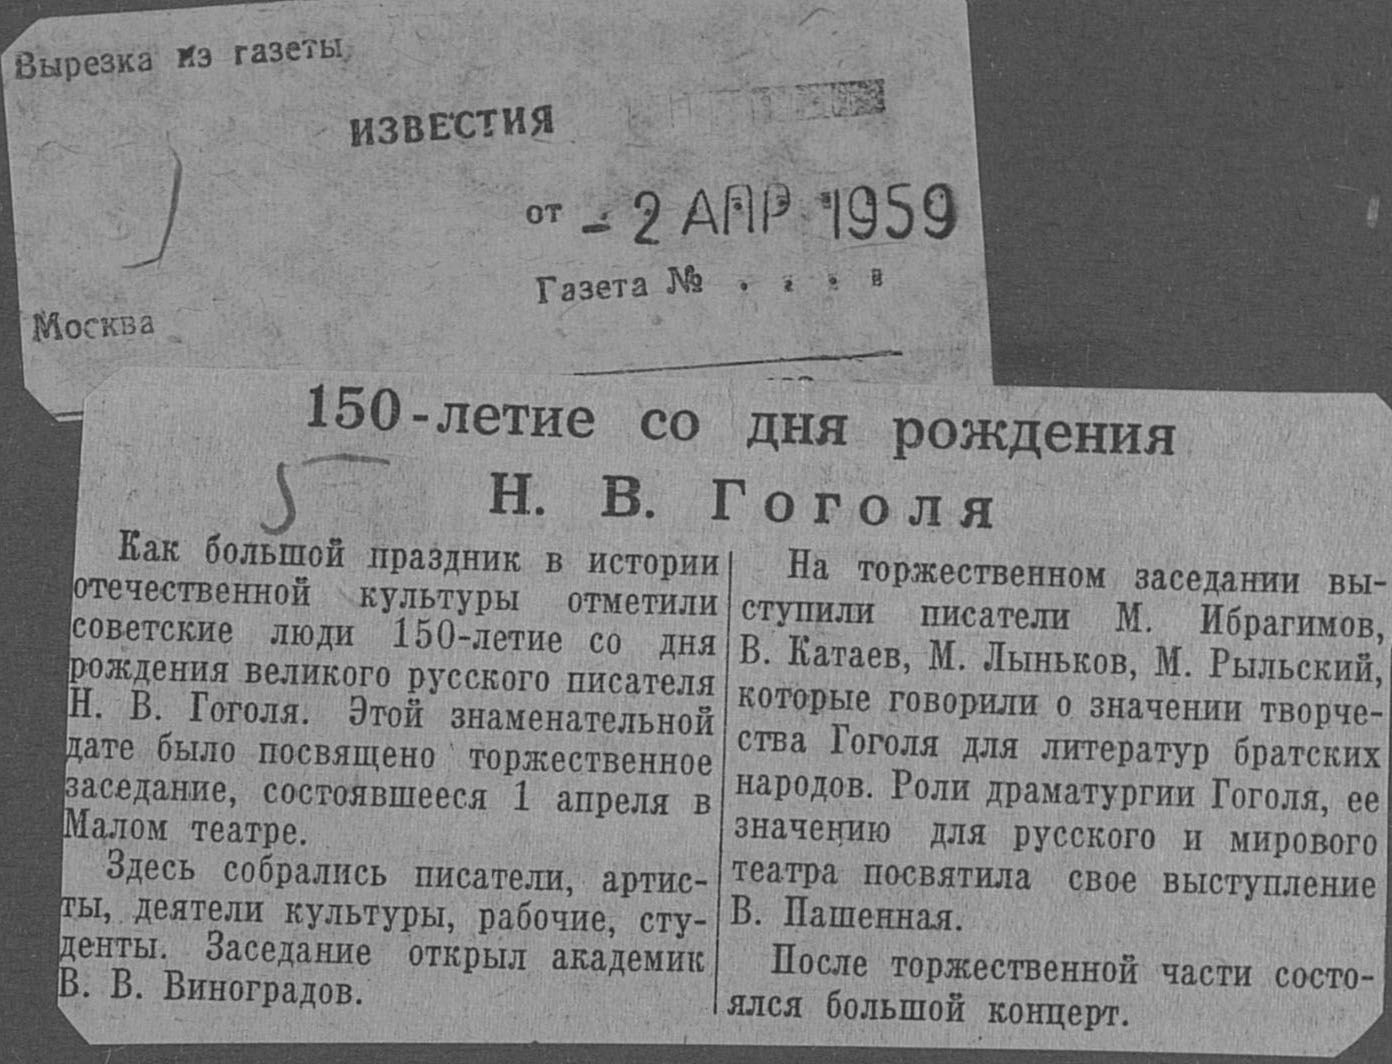 Вырезка из газеты
ИЗВЕСТИЯ
от - 2 АПР 1959
Газета № . . . .
Москва
150-летие со дня рождения
Н. В. Гоголя
Как большой праздник в истории
отечественной культуры отметили
советские люди 150-летие со дня
рождения великого русского писателя
Н. В. Гоголя. Этой знаменательной
дате было посвящено торжественное
заседание, состоявшееся 1 апреля в
Малом театре.
Здесь собрались писатели, артис-
ты, деятели культуры, рабочие, сту-
денты. Заседание открыл академик
В. В. Виноградов.
На торжественном заседании вы-
ступили писатели М. Ибрагимов,
В. Катаев, М. Лыньков, М. Рыльский,
которые говорили о значении творче-
ства Гоголя для литератур братских
народов. Роли драматургии Гоголя, ее
значению для русского и мирового
театра посвятила свое выступление
В. Пашенная.
После торжественной части состо-
ялся большой концерт.